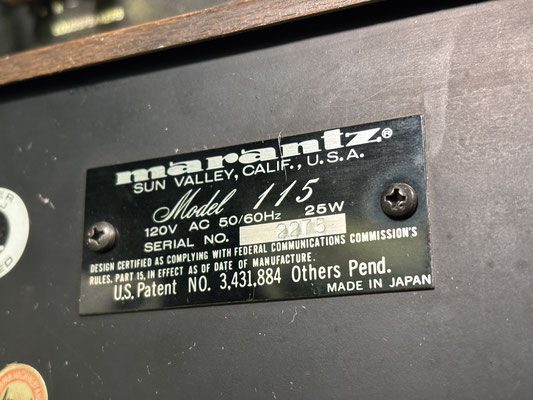 marantz®
SUN VALLEY, CALIF., U.S.A.
Model 115
120V AC 50/60Hz 25W
SERIAL NO.
DESIGN CERTIFIED AS COMPLYING WITH FEDERAL COMMUNICATIONS COMMISSION'S
RULES. PART 15, IN EFFECT AS OF DATE OF MANUFACTURE.
U.S. Patent NO. 3,431,884 Others Pend.
MADE IN JAPAN